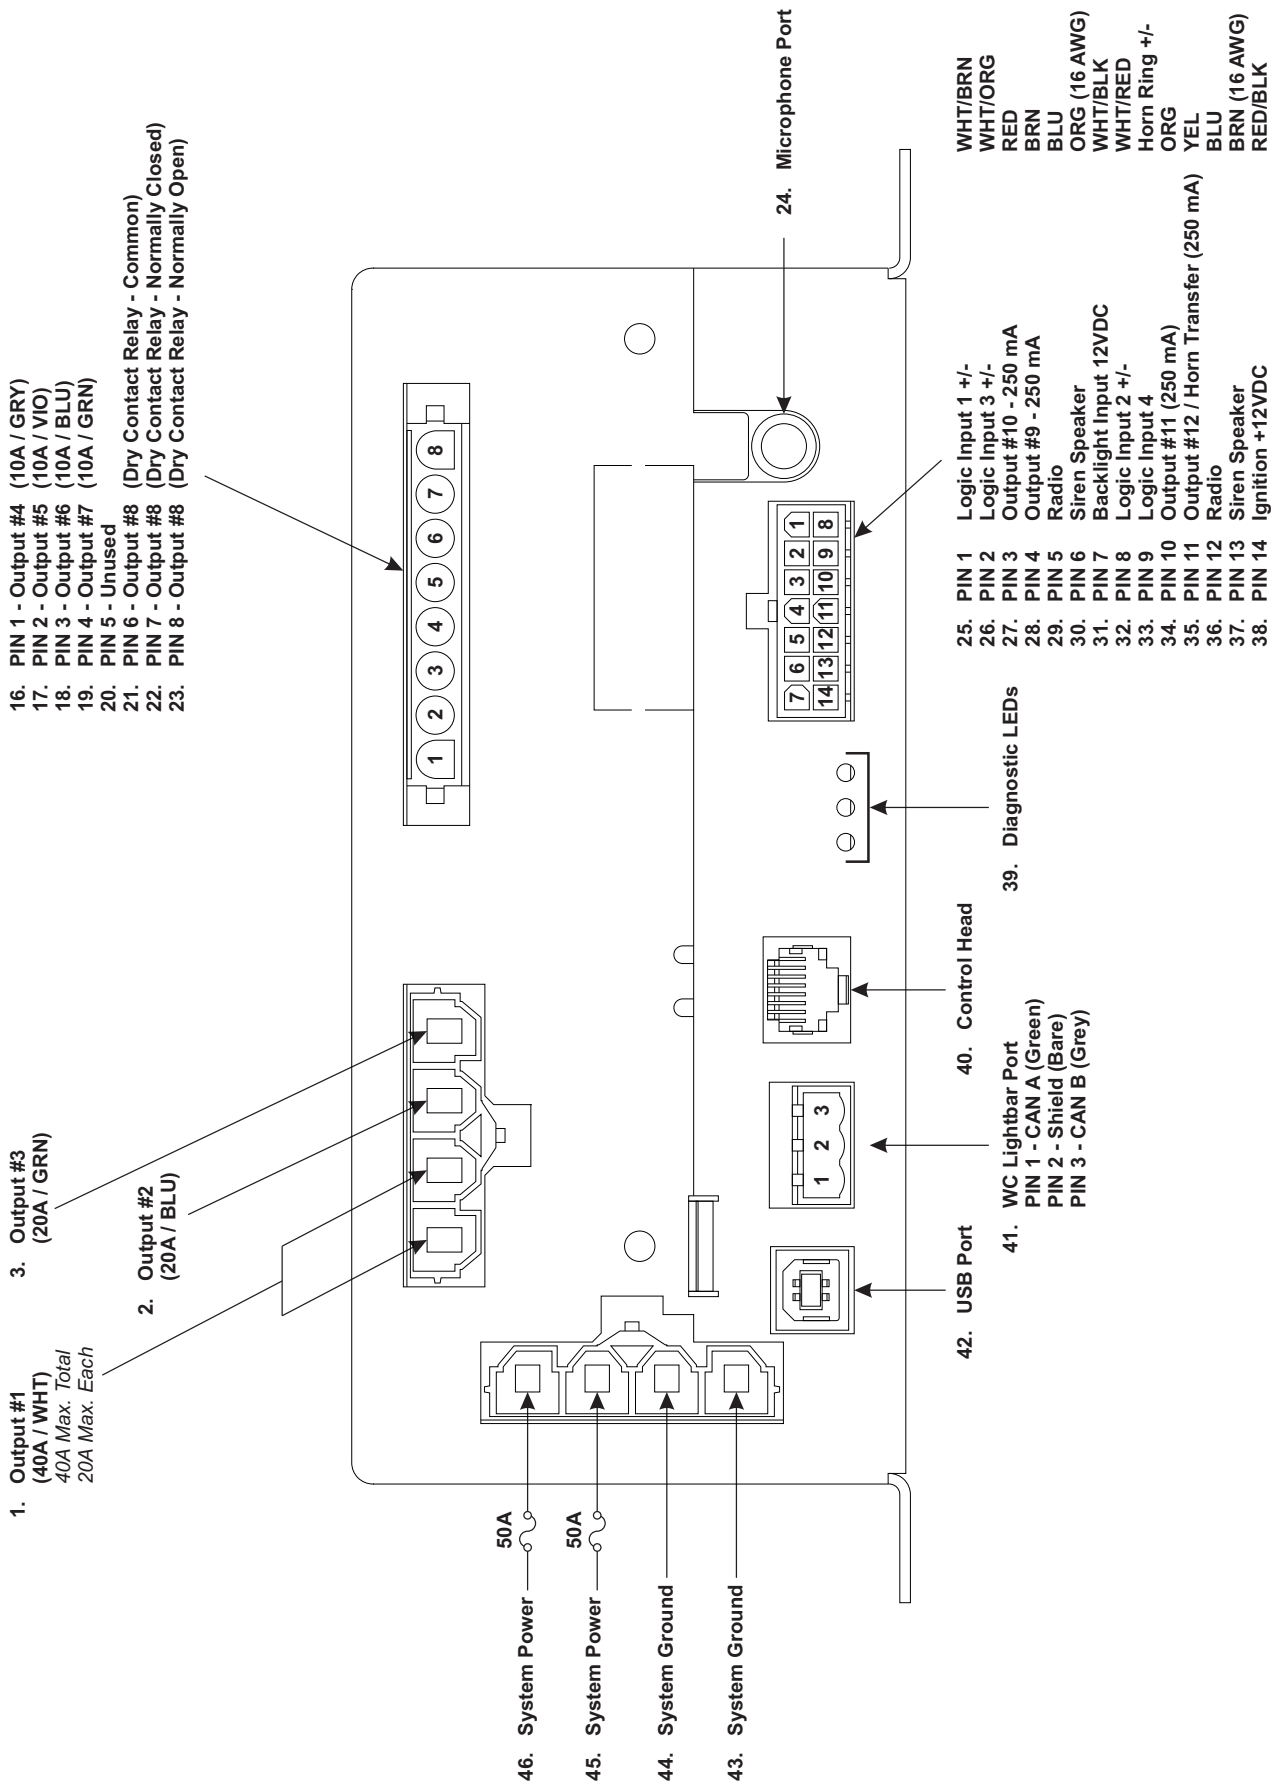 1. Output #1
(40A / WHT)
40A Max. Total
20A Max. Each
2. Output #2
(20A / BLU)
3. Output #3
(20A / GRN)
16. PIN 1 - Output #4 (10A / GRY)
17. PIN 2 - Output #5 (10A / VIO)
18. PIN 3 - Output #6 (10A / BLU)
19. PIN 4 - Output #7 (10A / GRN)
20. PIN 5 - Unused
21. PIN 6 - Output #8 (Dry Contact Relay - Common)
22. PIN 7 - Output #8 (Dry Contact Relay - Normally Closed)
23. PIN 8 - Output #8 (Dry Contact Relay - Normally Open)
1 2 3 4 5 6 7 8
46. System Power 50A
45. System Power 50A
44. System Ground
43. System Ground
24. Microphone Port
7 6 5 4 3 2 1
14 13 12 11 10 9 8
1 2 3
42. USB Port
41. WC Lightbar Port
PIN 1 - CAN A (Green)
PIN 2 - Shield (Bare)
PIN 3 - CAN B (Grey)
40. Control Head
39. Diagnostic LEDs
25. PIN 1 Logic Input 1 +/- WHT/BRN
26. PIN 2 Logic Input 3 +/- WHT/ORG
27. PIN 3 Output #10 - 250 mA RED
28. PIN 4 Output #9 - 250 mA BRN
29. PIN 5 Radio BLU
30. PIN 6 Siren Speaker ORG (16 AWG)
31. PIN 7 Backlight Input 12VDC WHT/BLK
32. PIN 8 Logic Input 2 +/- WHT/RED
33. PIN 9 Logic Input 4 Horn Ring +/-
34. PIN 10 Output #11 (250 mA) ORG
35. PIN 11 Output #12 / Horn Transfer (250 mA) YEL
36. PIN 12 Radio BLU
37. PIN 13 Siren Speaker BRN (16 AWG)
38. PIN 14 Ignition +12VDC RED/BLK